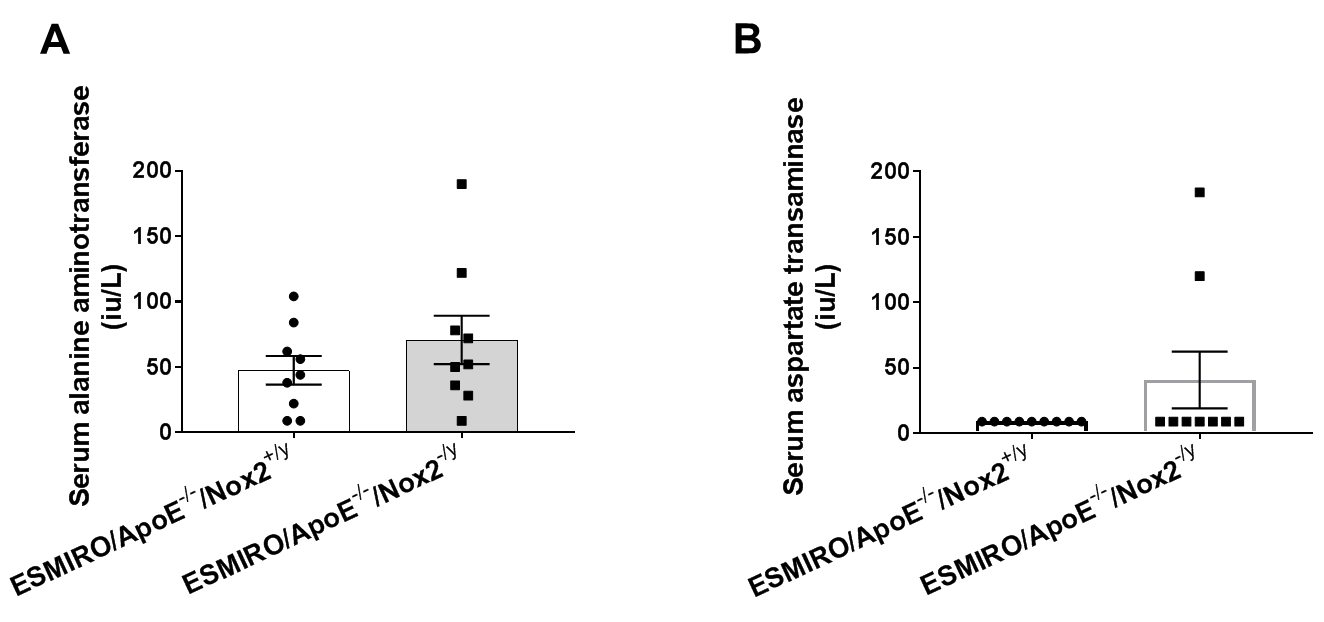 A
Serum alanine aminotransferase
(iu/L)
200
150
100
50
0
ESMIRO/ApoE-/-/Nox2+/y
ESMIRO/ApoE-/-/Nox2-/y
B
Serum aspartate transaminase
(iu/L)
200
150
100
50
0
ESMIRO/ApoE-/-/Nox2+/y
ESMIRO/ApoE-/-/Nox2-/y